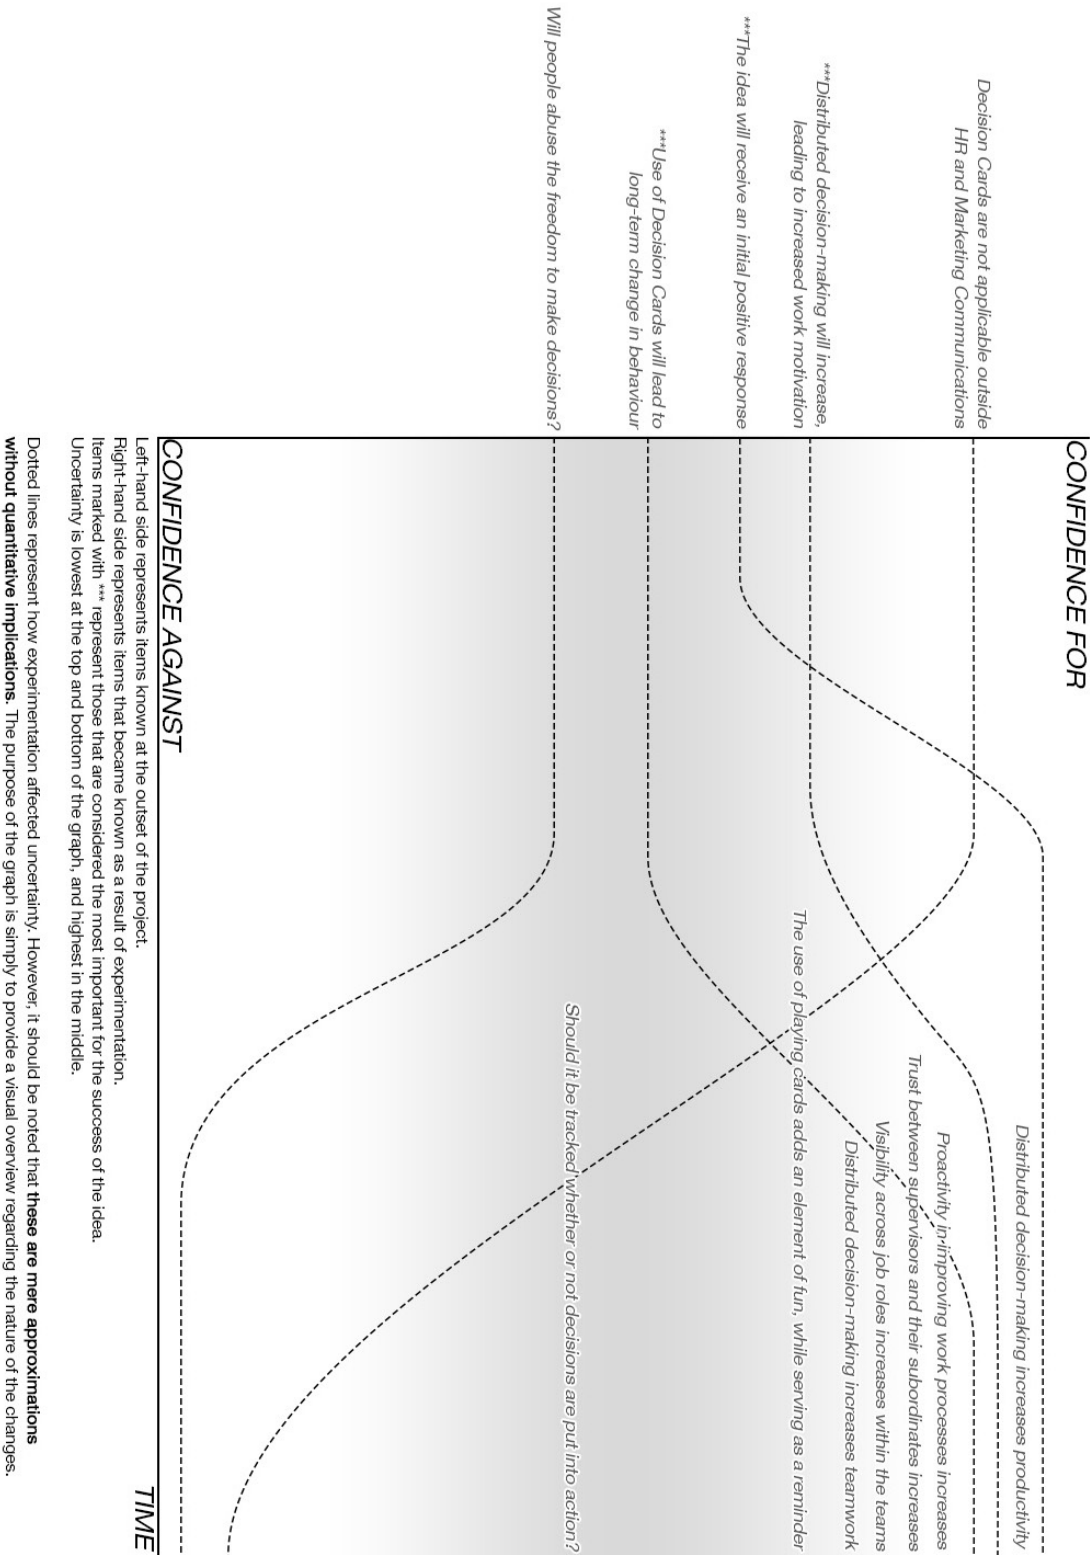 CONFIDENCE FOR
Decision Cards are not applicable outside
HR and Marketing Communications
***Distributed decision-making will increase,
leading to increased work motivation
***The idea will receive an initial positive response
***Use of Decision Cards will lead to
long-term change in behaviour
Will people abuse the freedom to make decisions?
Distributed decision-making increases productivity
Proactivity in improving work processes increases
Trust between supervisors and their subordinates increases
Visibility across job roles increases within the teams
Distributed decision-making increases teamwork
The use of playing cards adds an element of fun, while serving as a reminder
Should it be tracked whether or not decisions are put into action?
CONFIDENCE AGAINST
TIME
Left-hand side represents items known at the outset of the project.
Right-hand side represents items that became known as a result of experimentation.
Items marked with *** represent those that are considered the most important for the success of the idea.
Uncertainty is lowest at the top and bottom of the graph, and highest in the middle.
Dotted lines represent how experimentation affected uncertainty. However, it should be noted that these are mere approximations
without quantitative implications. The purpose of the graph is simply to provide a visual overview regarding the nature of the changes.